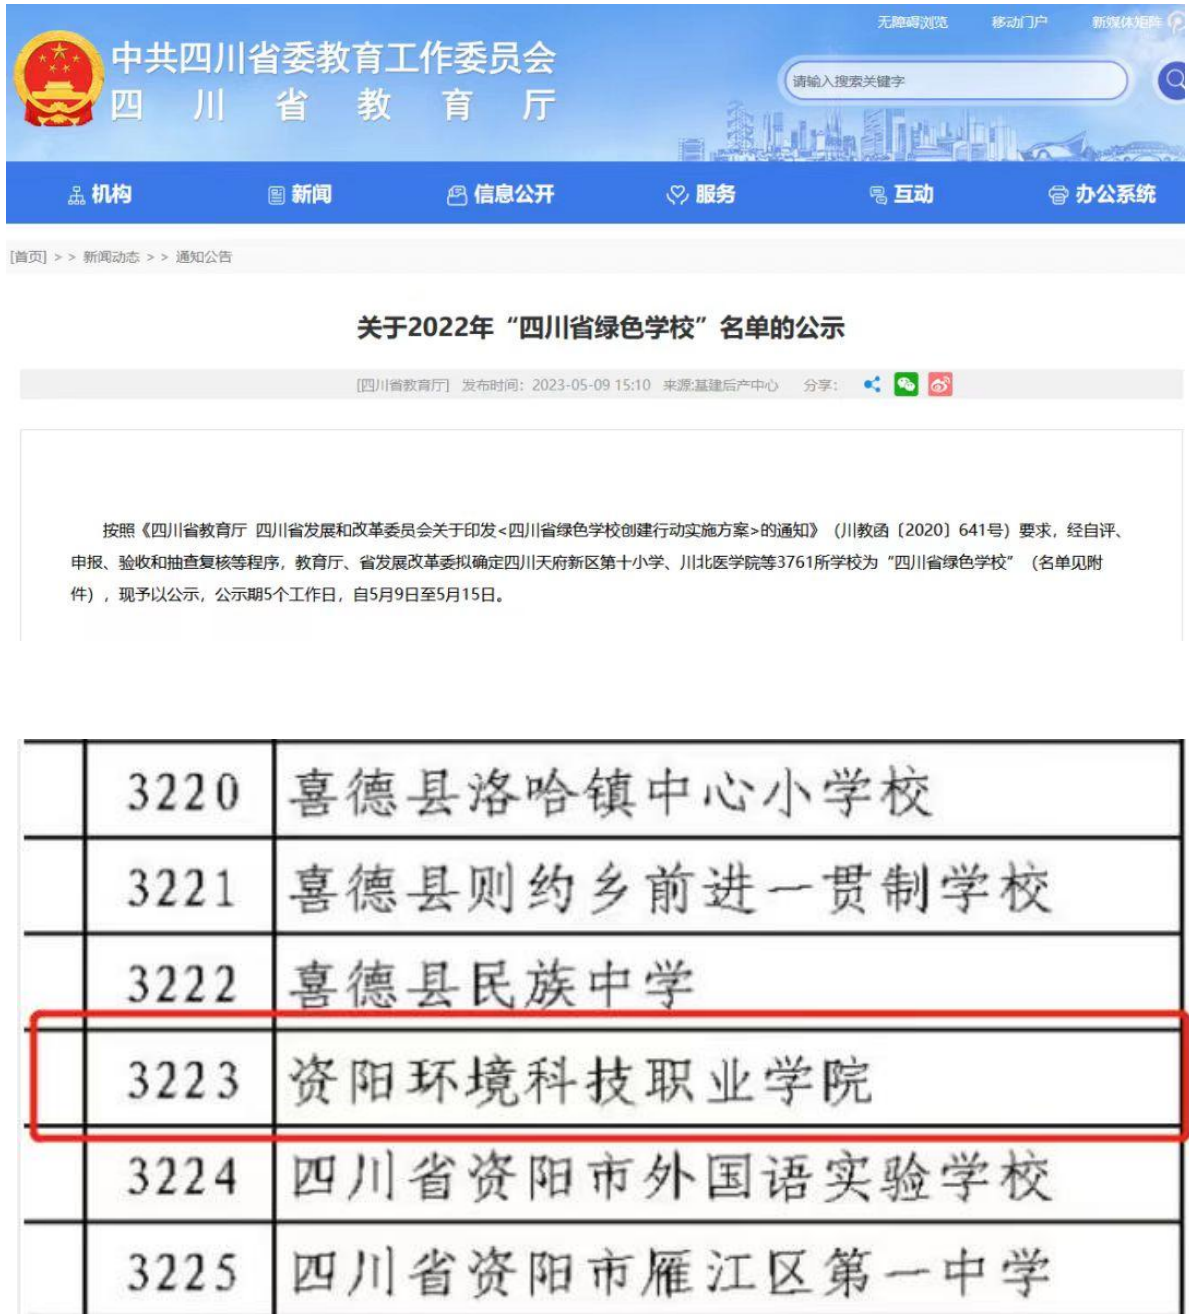 无障碍浏览 移动门户 新媒体矩阵
中共四川省委教育工作委员会
四川省教育厅
请输入搜索关键字
机构 新闻 信息公开 服务 互动 办公系统
[首页] > > 新闻动态 > > 通知公告
关于2022年“四川省绿色学校”名单的公示
[四川省教育厅] 发布时间：2023-05-09 15:10 来源:基建后产中心 分享：
按照《四川省教育厅 四川省发展和改革委员会关于印发<四川省绿色学校创建行动实施方案>的通知》（川教函〔2020〕641号）要求，经自评、
申报、验收和抽查复核等程序，教育厅、省发展改革委拟确定四川天府新区第十小学、川北医学院等3761所学校为“四川省绿色学校”（名单见附
件），现予以公示，公示期5个工作日，自5月9日至5月15日。
3220 喜德县洛哈镇中心小学校
3221 喜德县则约乡前进一贯制学校
3222 喜德县民族中学
3223 资阳环境科技职业学院
3224 四川省资阳市外国语实验学校
3225 四川省资阳市雁江区第一中学